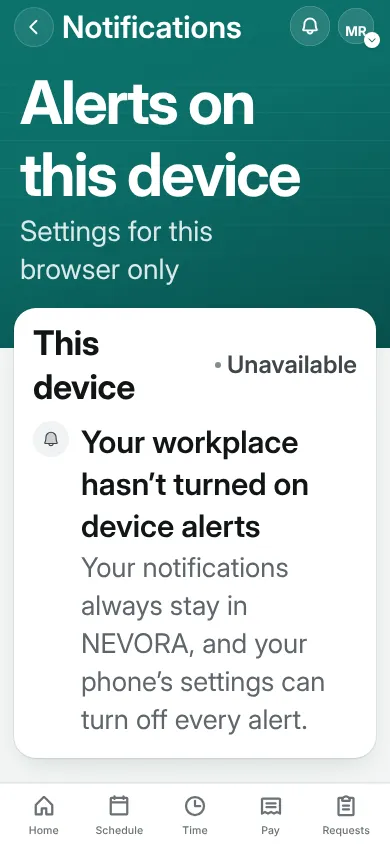 Notifications
MR
Alerts on
this device
Settings for this
browser only
This
device
Unavailable
Your workplace
hasn’t turned on
device alerts
Your notifications
always stay in
NEVORA, and your
phone’s settings can
turn off every alert.
Home
Schedule
Time
Pay
Requests